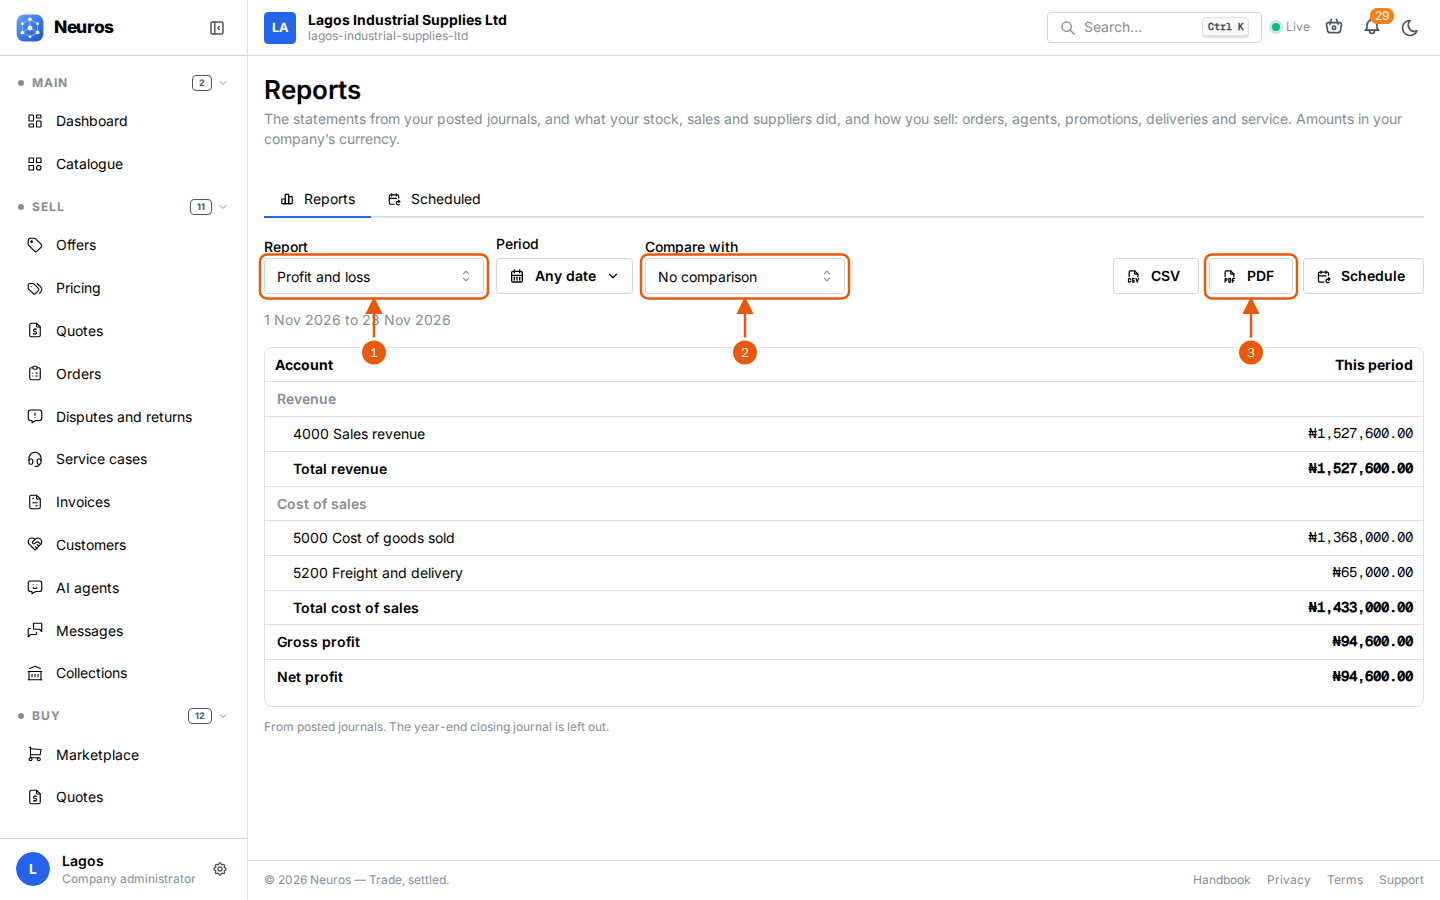 Neuros
LA
Lagos Industrial Supplies Ltd
lagos-industrial-supplies-ltd
Search...
Ctrl K
Live
29
MAIN
2
Dashboard
Catalogue
SELL
11
Offers
Pricing
Quotes
Orders
Disputes and returns
Service cases
Invoices
Customers
AI agents
Messages
Collections
BUY
12
Marketplace
Quotes
L
Lagos
Company administrator
Reports
The statements from your posted journals, and what your stock, sales and suppliers did, and how you sell: orders, agents, promotions, deliveries and service. Amounts in your
company’s currency.
Reports
Scheduled
Report
Period
Compare with
Profit and loss
Any date
No comparison
CSV
PDF
Schedule
1 Nov 2026 to 23 Nov 2026
1
2
3
Account This period
Revenue
4000 Sales revenue ₦1,527,600.00
Total revenue ₦1,527,600.00
Cost of sales
5000 Cost of goods sold ₦1,368,000.00
5200 Freight and delivery ₦65,000.00
Total cost of sales ₦1,433,000.00
Gross profit ₦94,600.00
Net profit ₦94,600.00
From posted journals. The year-end closing journal is left out.
© 2026 Neuros — Trade, settled.
Handbook Privacy Terms Support